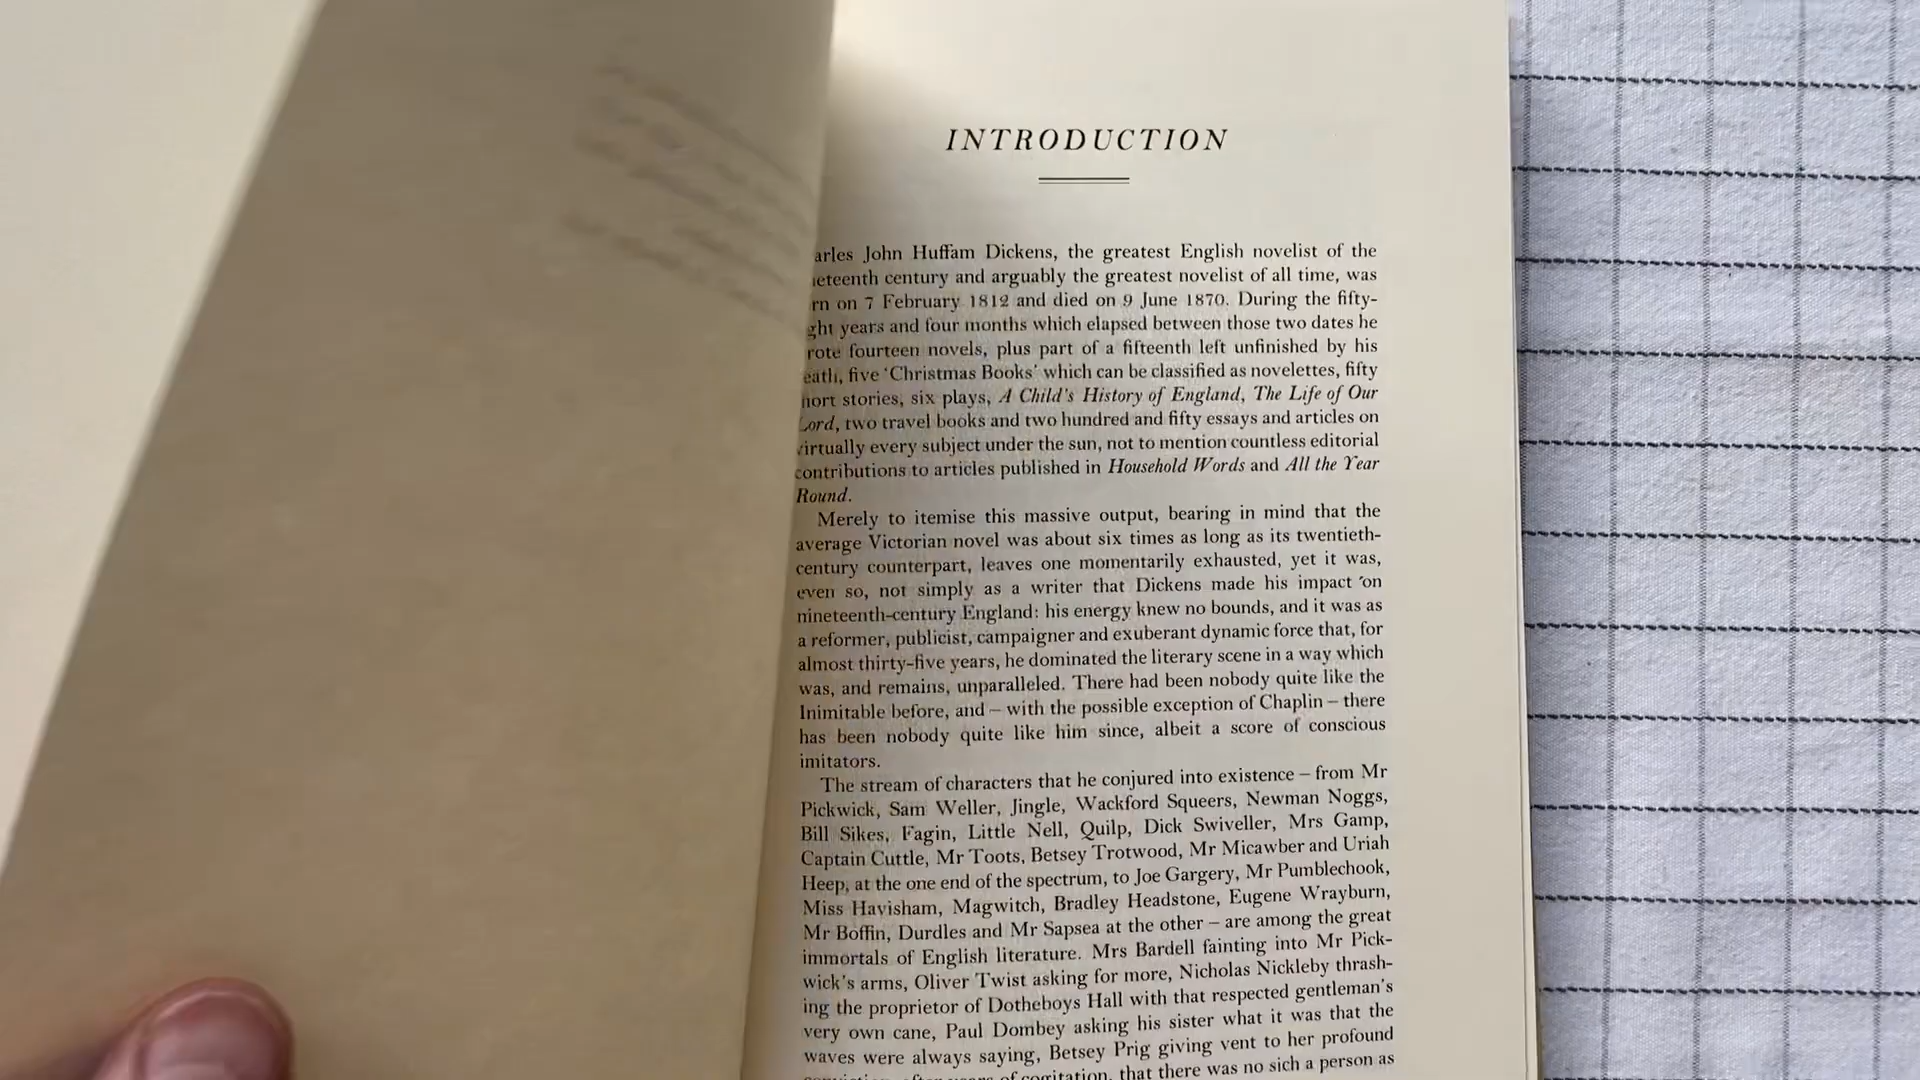 INTRODUCTION
arles John Huffam Dickens, the greatest English novelist of the
eteenth century and arguably the greatest novelist of all time, was
rn on 7 February 1812 and died on 9 June 1870. During the fifty-
ght years and four months which elapsed between those two dates he
rote fourteen novels, plus part of a fifteenth left unfinished by his
eath, five 'Christmas Books' which can be classified as novelettes, fifty
hort stories, six plays, A Child's History of England, The Life of Our
Lord, two travel books and two hundred and fifty essays and articles on
virtually every subject under the sun, not to mention countless editorial
contributions to articles published in Household Words and All the Year
Round.
Merely to itemise this massive output, bearing in mind that the
average Victorian novel was about six times as long as its twentieth-
century counterpart, leaves one momentarily exhausted, yet it was,
even so, not simply as a writer that Dickens made his impact on
nineteenth-century England: his energy knew no bounds, and it was as
a reformer, publicist, campaigner and exuberant dynamic force that, for
almost thirty-five years, he dominated the literary scene in a way which
was, and remains, unparalleled. There had been nobody quite like the
Inimitable before, and – with the possible exception of Chaplin – there
has been nobody quite like him since, albeit a score of conscious
imitators.
The stream of characters that he conjured into existence – from Mr
Pickwick, Sam Weller, Jingle, Wackford Squeers, Newman Noggs,
Bill Sikes, Fagin, Little Nell, Quilp, Dick Swiveller, Mrs Gamp,
Captain Cuttle, Mr Toots, Betsey Trotwood, Mr Micawber and Uriah
Heep, at the one end of the spectrum, to Joe Gargery, Mr Pumblechook,
Miss Havisham, Magwitch, Bradley Headstone, Eugene Wrayburn,
Mr Boffin, Durdles and Mr Sapsea at the other – are among the great
immortals of English literature. Mrs Bardell fainting into Mr Pick-
wick's arms, Oliver Twist asking for more, Nicholas Nickleby thrash-
ing the proprietor of Dotheboys Hall with that respected gentleman's
very own cane, Paul Dombey asking his sister what it was that the
waves were always saying, Betsey Prig giving vent to her profound
of cogitation, that there was no sich a person as